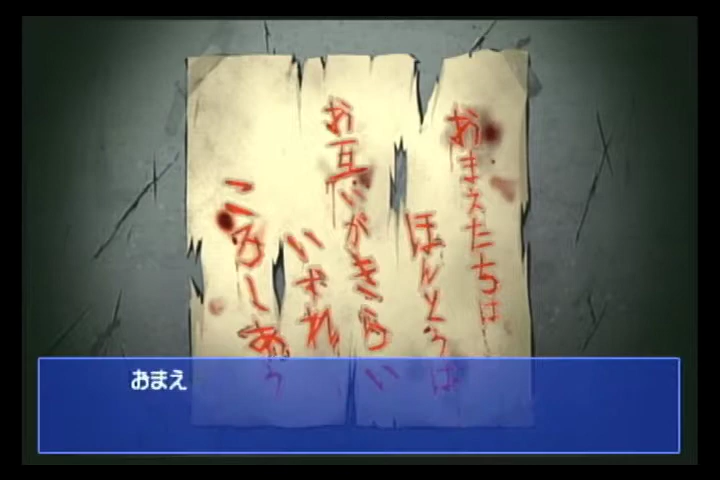 おまえたちは
ほんとうは
お互いがきらい
いずれ
ころしあう
おまえ